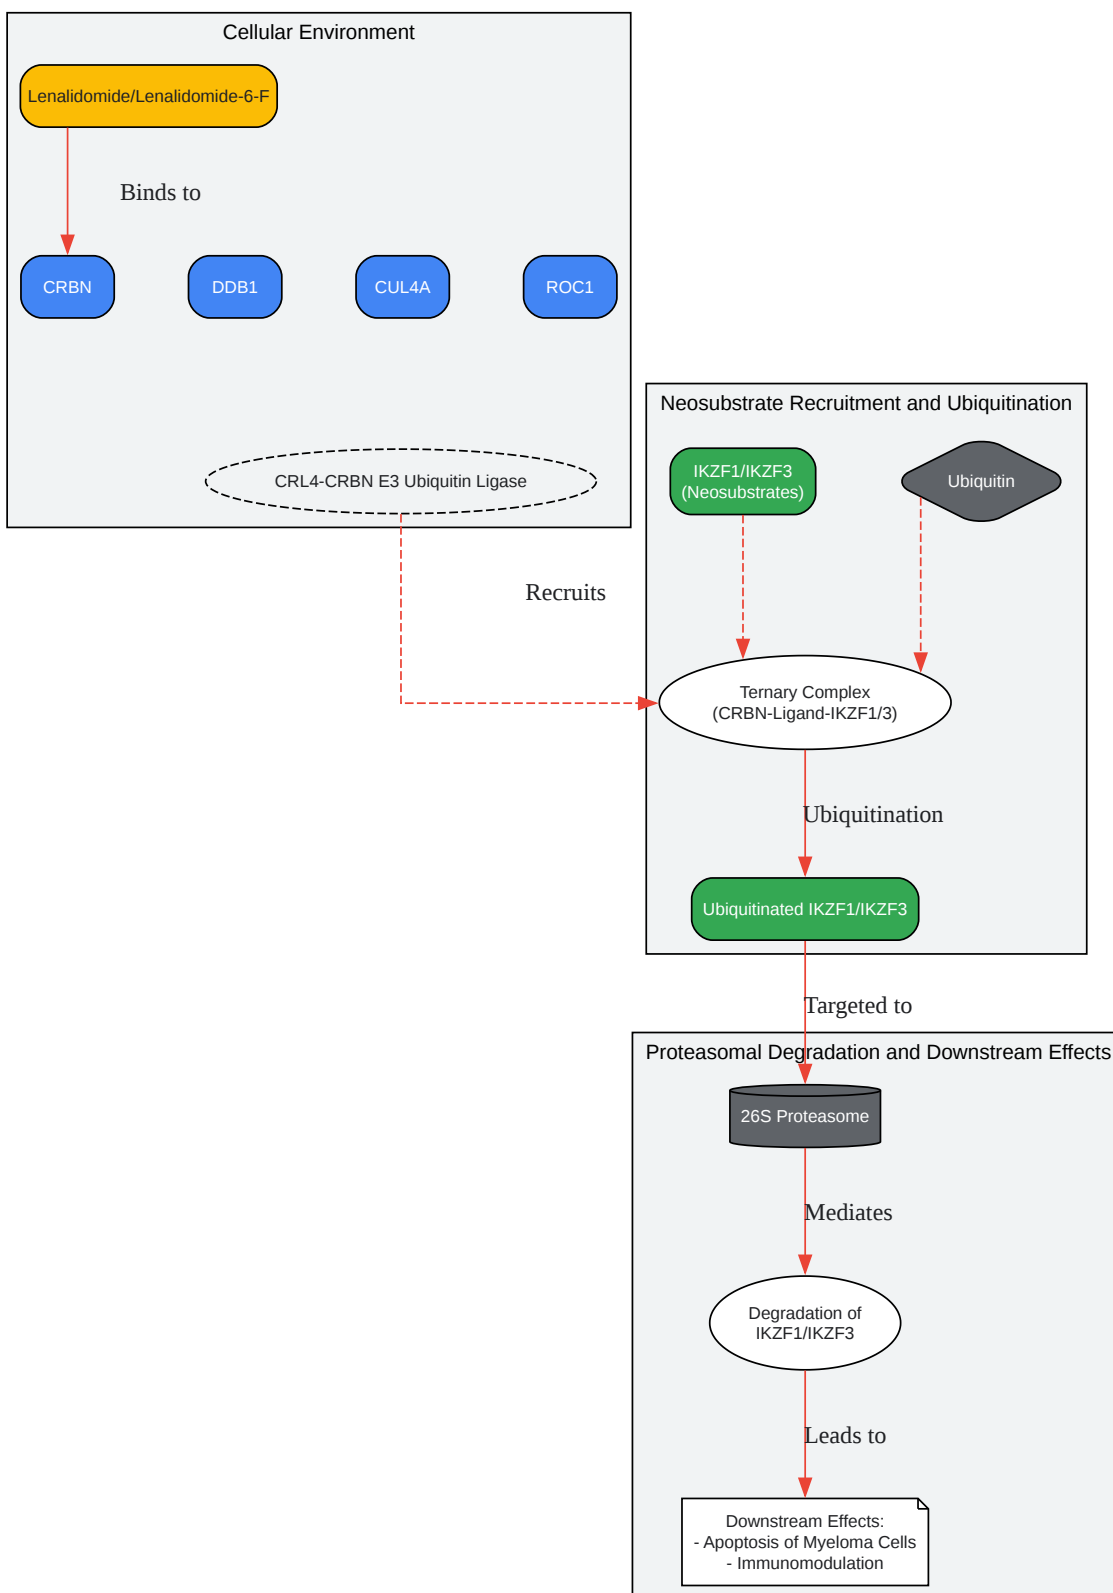 Cellular Environment
Lenalidomide/Lenalidomide-6-F
Binds to
CRBN
DDB1
CUL4A
ROC1
CRL4-CRBN E3 Ubiquitin Ligase
Recruits
Neosubstrate Recruitment and Ubiquitination
IKZF1/IKZF3
(Neosubstrates)
Ubiquitin
Ternary Complex
(CRBN-Ligand-IKZF1/3)
Ubiquitination
Ubiquitinated IKZF1/IKZF3
Targeted to
Proteasomal Degradation and Downstream Effects
26S Proteasome
Mediates
Degradation of
IKZF1/IKZF3
Leads to
Downstream Effects:
- Apoptosis of Myeloma Cells
- Immunomodulation